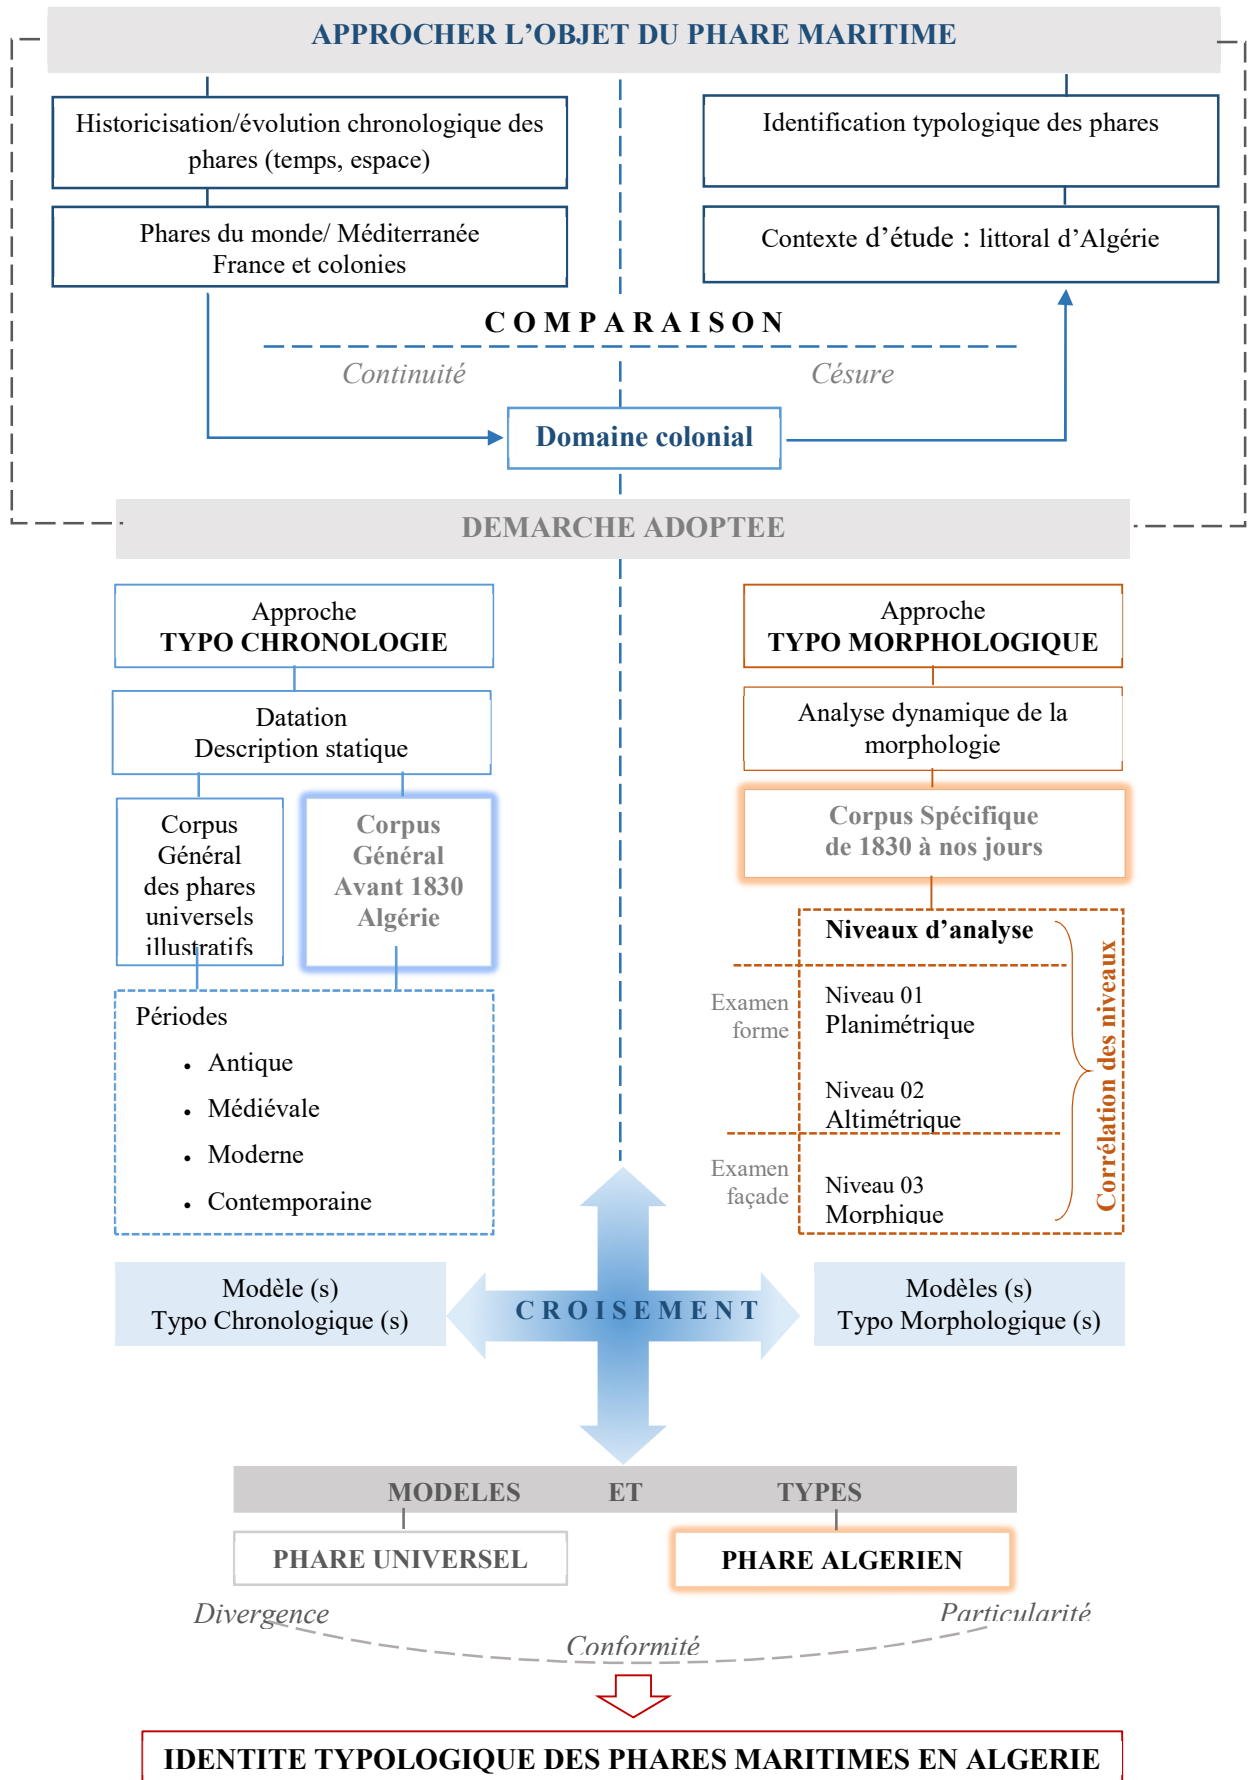 APPROCHER L’OBJET DU PHARE MARITIME
Historicisation/évolution chronologique des
phares (temps, espace)
Identification typologique des phares
Phares du monde/ Méditerranée
France et colonies
Contexte d’étude : littoral d’Algérie
COMPARAISON
Continuité
Césure
Domaine colonial
DEMARCHE ADOPTEE
Approche
TYPO CHRONOLOGIE
Datation
Description statique
Corpus
Général
des phares
universels
illustratifs
Corpus
Général
Avant 1830
Algérie
Périodes
• Antique
• Médiévale
• Moderne
• Contemporaine
Approche
TYPO MORPHOLOGIQUE
Analyse dynamique de la
morphologie
Corpus Spécifique
de 1830 à nos jours
Niveaux d’analyse
Examen
forme
Niveau 01
Planimétrique
Niveau 02
Altimétrique
Examen
façade
Niveau 03
Morphique
Corrélation des niveaux
Modèle (s)
Typo Chronologique (s)
CROISEMENT
Modèles (s)
Typo Morphologique (s)
MODELES ET TYPES
PHARE UNIVERSEL
PHARE ALGERIEN
Divergence
Particularité
Conformité
IDENTITE TYPOLOGIQUE DES PHARES MARITIMES EN ALGERIE